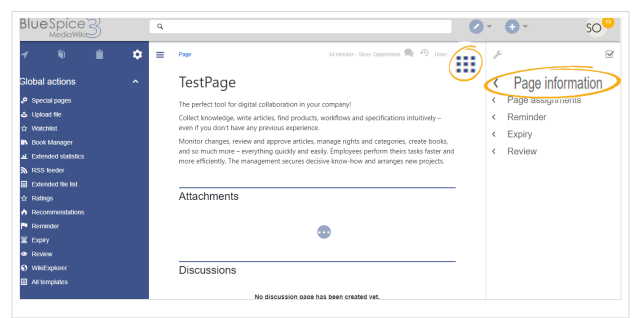 BlueSpice 3
MediaWiki
SO
12
Page
34 minutes - Sissy Oppermann
Global actions
Special pages
Upload file
Watchlist
Book Manager
Extended statistics
RSS feeder
Extended file list
Ratings
Recommendations
Reminder
Expiry
Review
WikiExplorer
All templates
TestPage
The perfect tool for digital collaboration in your company!
Collect knowledge, write articles, find products, workflows and specifications intuitively –
even if you don't have any previous experience.
Monitor changes, review and approve articles, manage rights and categories, create books,
and so much more – everything quickly and easily. Employees perform theirs tasks faster and
more efficiently. The management secures decisive know-how and arranges new projects.
Attachments
Discussions
No discussion page has been created yet.
Page information
Page assignments
Reminder
Expiry
Review